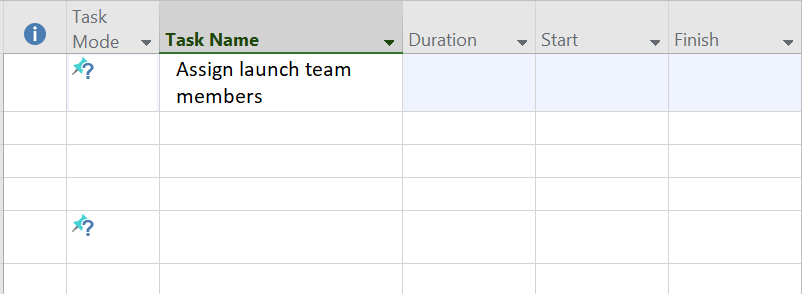 Task Mode Task Name Duration Start Finish
Assign launch team
members
?
?